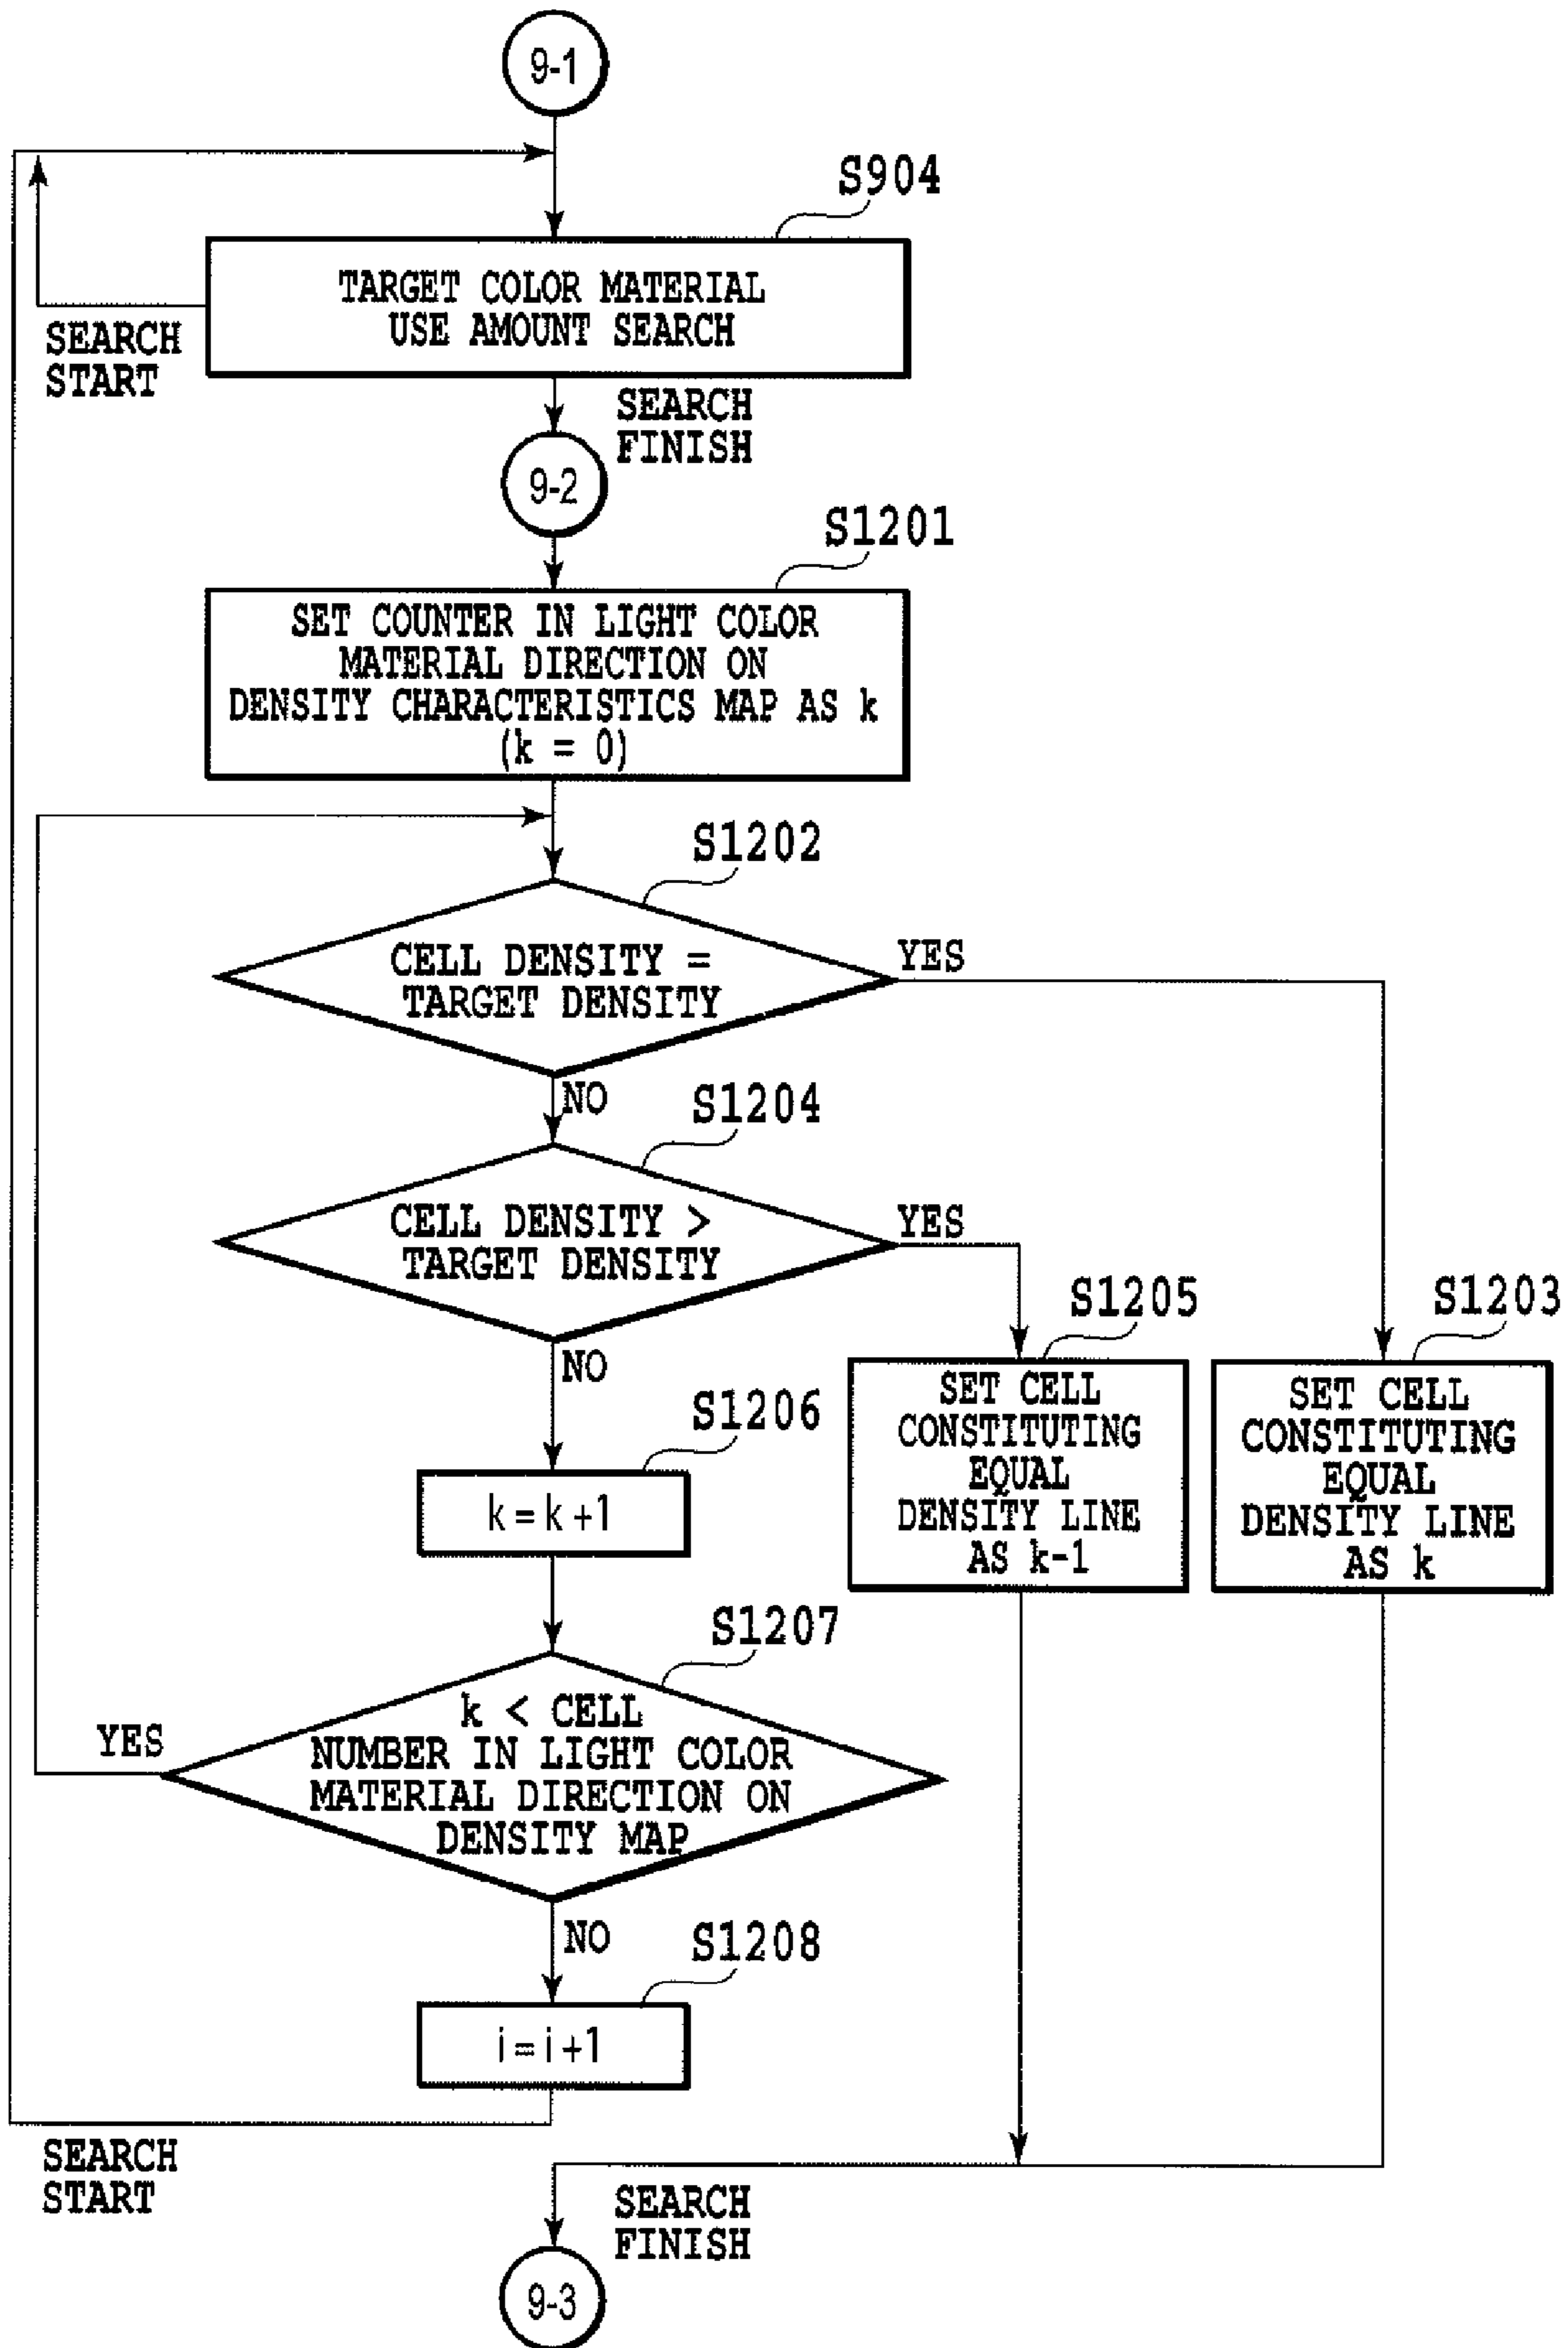 9-1
S904
TARGET COLOR MATERIAL
USE AMOUNT SEARCH
SEARCH
START
SEARCH
FINISH
9-2
S1201
SET COUNTER IN LIGHT COLOR
MATERIAL DIRECTION ON
DENSITY CHARACTERISTICS MAP AS k
(k = 0)
S1202
CELL DENSITY =
TARGET DENSITY
YES
NO
S1204
CELL DENSITY >
TARGET DENSITY
YES
NO
S1205
SET CELL
CONSTITUTING
EQUAL
DENSITY LINE
AS k-1
S1203
SET CELL
CONSTITUTING
EQUAL
DENSITY LINE
AS k
S1206
k = k +1
S1207
k < CELL
NUMBER IN LIGHT COLOR
MATERIAL DIRECTION ON
DENSITY MAP
YES
NO
S1208
i = i +1
SEARCH
START
SEARCH
FINISH
9-3